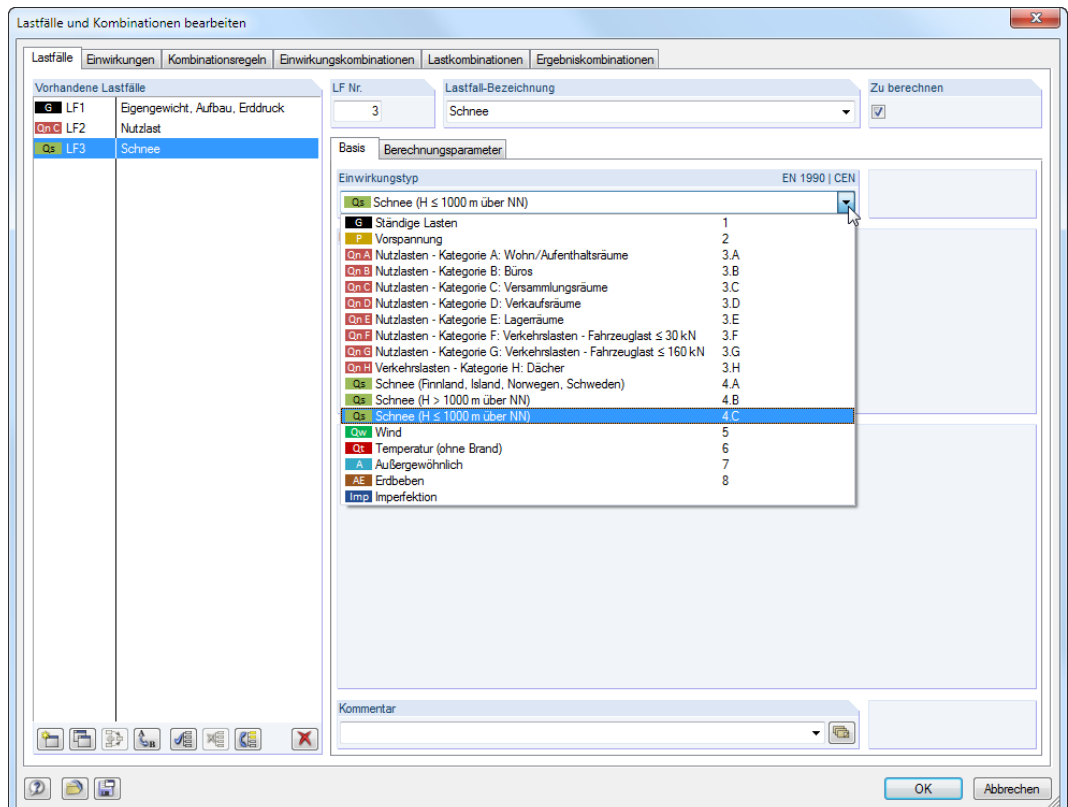 Lastfälle und Kombinationen bearbeiten
Lastfälle Einwirkungen Kombinationsregeln Einwirkungskombinationen Lastkombinationen Ergebniskombinationen
Vorhandene Lastfälle
G LF1 Eigengewicht, Aufbau, Erddruck
Qn C LF2 Nutzlast
Qs LF3 Schnee
LF Nr.
3
Lastfall-Bezeichnung
Schnee
Zu berechnen
Basis Berechnungsparameter
Einwirkungstyp EN 1990 | CEN
Qs Schnee (H ≤ 1000 m über NN)
G Ständige Lasten 1
P Vorspannung 2
Qn A Nutzlasten - Kategorie A: Wohn/Aufenthaltsräume 3.A
Qn B Nutzlasten - Kategorie B: Büros 3.B
Qn C Nutzlasten - Kategorie C: Versammlungsräume 3.C
Qn D Nutzlasten - Kategorie D: Verkaufsräume 3.D
Qn E Nutzlasten - Kategorie E: Lagerräume 3.E
Qn F Nutzlasten - Kategorie F: Verkehrslasten - Fahrzeuglast ≤ 30 kN 3.F
Qn G Nutzlasten - Kategorie G: Verkehrslasten - Fahrzeuglast ≤ 160 kN 3.G
Qn H Verkehrslasten - Kategorie H: Dächer 3.H
Qs Schnee (Finnland, Island, Norwegen, Schweden) 4.A
Qs Schnee (H > 1000 m über NN) 4.B
Qs Schnee (H ≤ 1000 m über NN) 4.C
Qw Wind 5
Qt Temperatur (ohne Brand) 6
A Außergewöhnlich 7
AE Erdbeben 8
Imp Imperfektion
Kommentar
OK Abbrechen